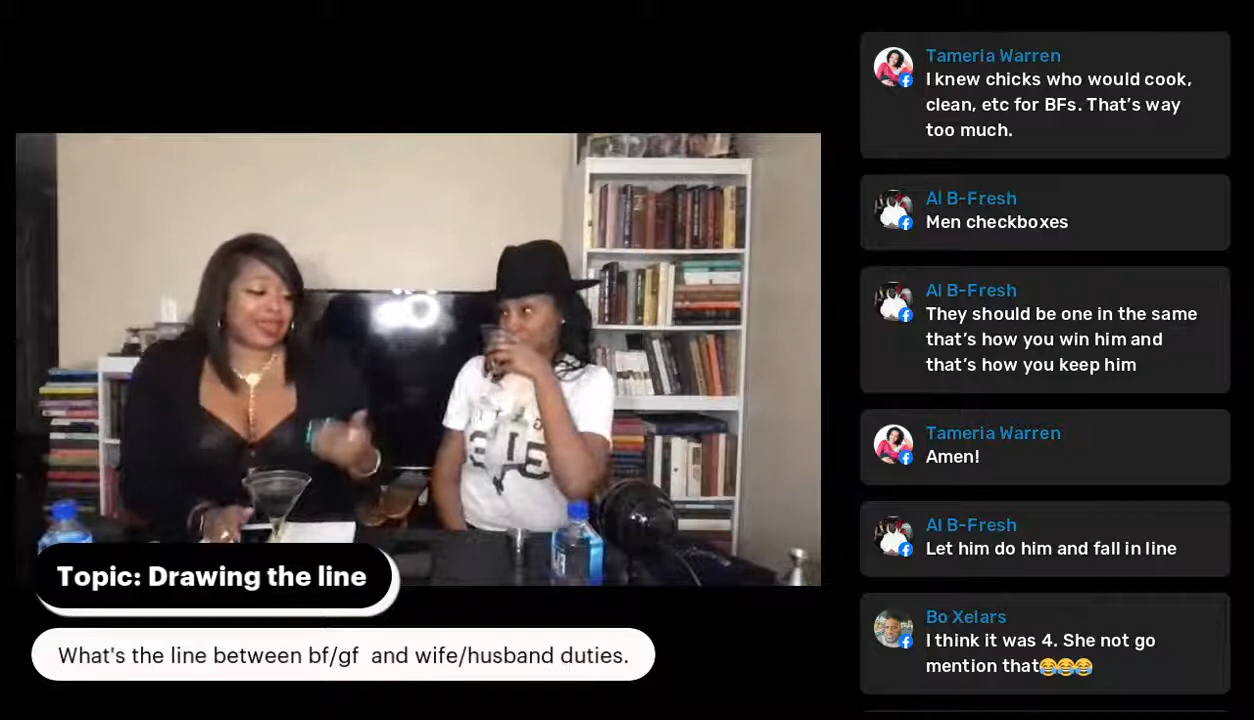 Tameria Warren
I knew chicks who would cook,
clean, etc for BFs. That's way
too much.
Al B-Fresh
Men checkboxes
Al B-Fresh
They should be one in the same
that's how you win him and
that's how you keep him
Tameria Warren
Amen!
Al B-Fresh
Let him do him and fall in line
Bo Xelars
I think it was 4. She not go
mention that😂😂😂
Topic: Drawing the line
What's the line between bf/gf and wife/husband duties.